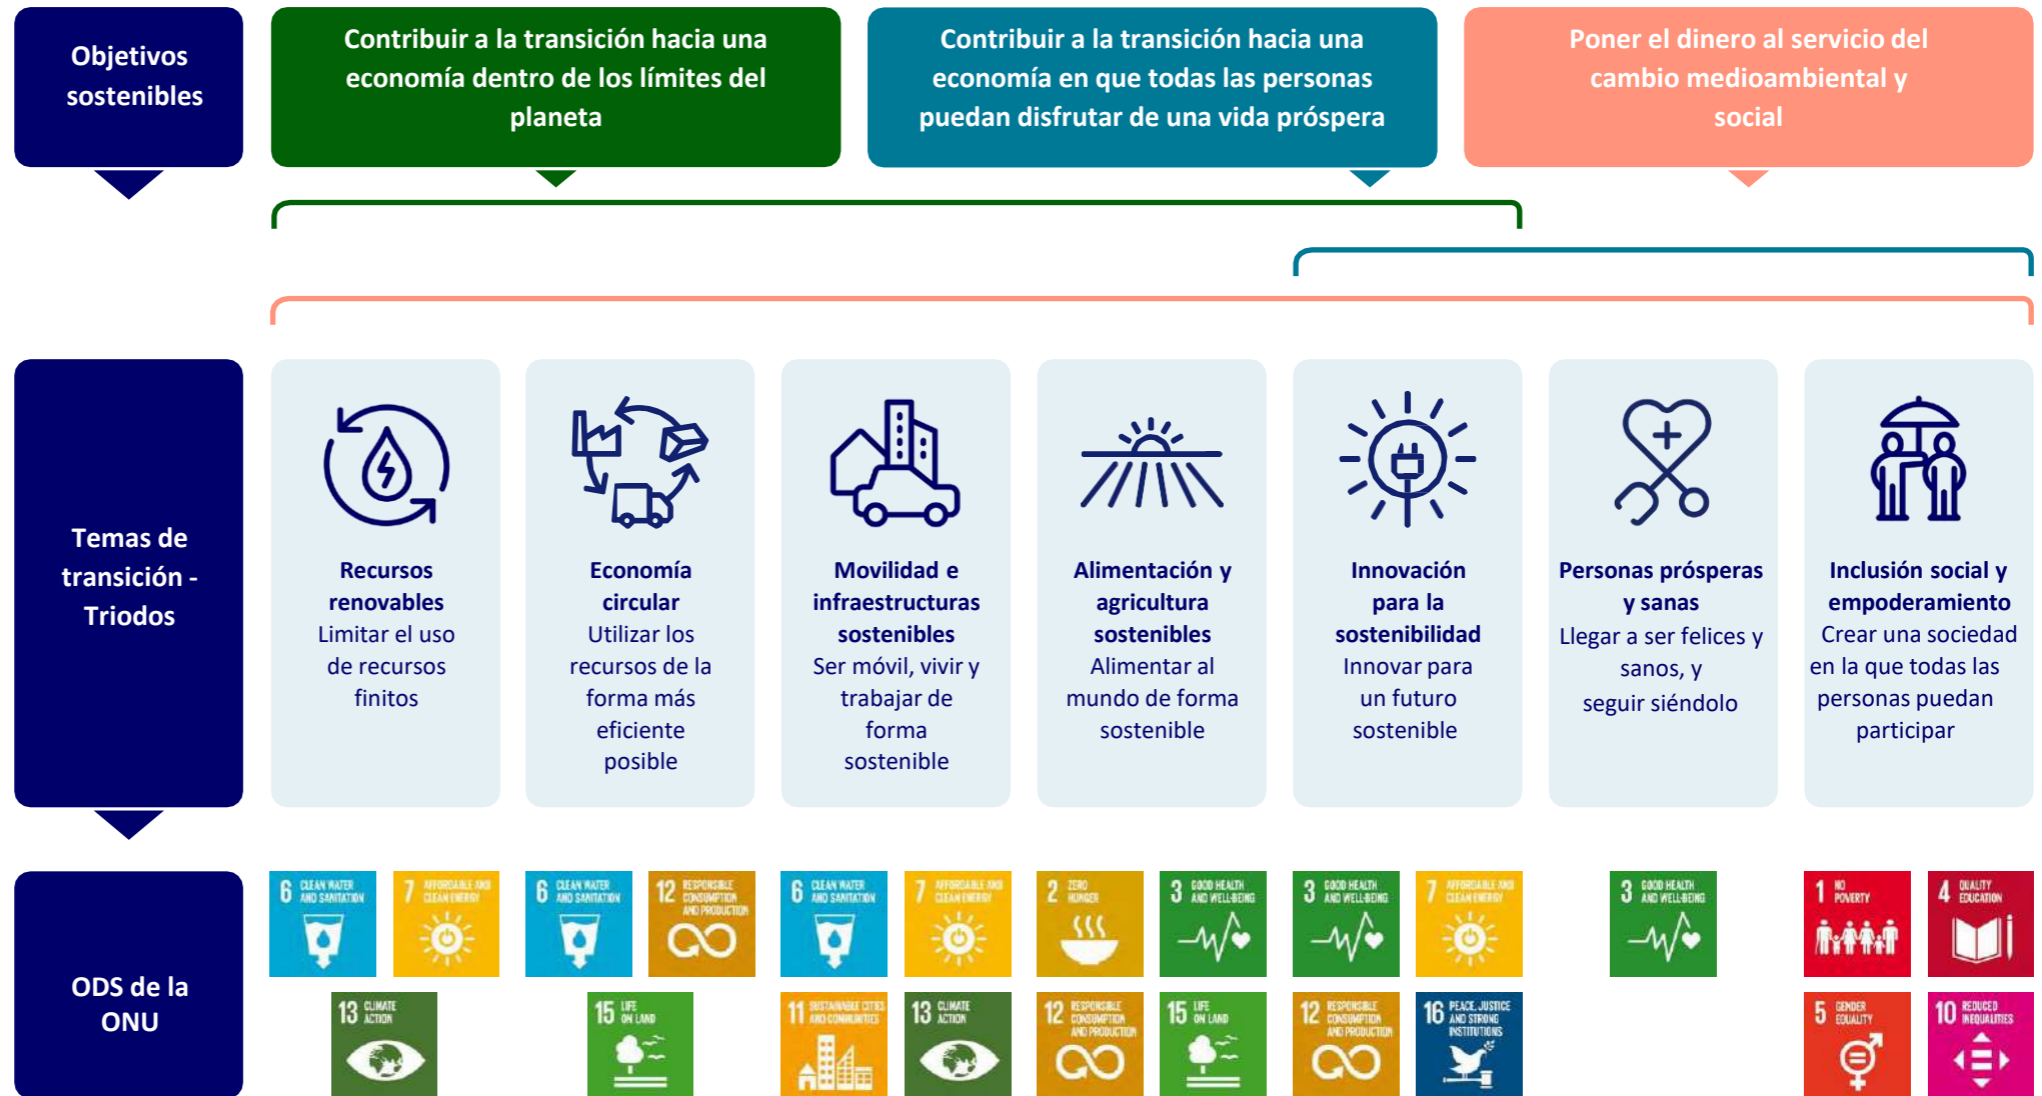 Objetivos
sostenibles
Contribuir a la transición hacia una
economía dentro de los límites del
planeta
Contribuir a la transición hacia una
economía en que todas las personas
puedan disfrutar de una vida próspera
Poner el dinero al servicio del
cambio medioambiental y
social
Temas de
transición -
Triodos
Recursos
renovables
Limitar el uso
de recursos
finitos
Economía
circular
Utilizar los
recursos de la
forma más
eficiente
posible
Movilidad e
infraestructuras
sostenibles
Ser móvil, vivir y
trabajar de
forma
sostenible
Alimentación y
agricultura
sostenibles
Alimentar al
mundo de forma
sostenible
Innovación
para la
sostenibilidad
Innovar para
un futuro
sostenible
Personas prósperas
y sanas
Llegar a ser felices y
sanos, y
seguir siéndolo
Inclusión social y
empoderamiento
Crear una sociedad
en la que todas las
personas puedan
participar
ODS de la
ONU
6 CLEAN WATER
AND SANITATION
7 AFFORDABLE AND
CLEAN ENERGY
13 CLIMATE
ACTION
6 CLEAN WATER
AND SANITATION
12 RESPONSIBLE
CONSUMPTION
AND PRODUCTION
15 LIFE
ON LAND
6 CLEAN WATER
AND SANITATION
7 AFFORDABLE AND
CLEAN ENERGY
11 SUSTAINABLE CITIES
AND COMMUNITIES
13 CLIMATE
ACTION
2 ZERO
HUNGER
3 GOOD HEALTH
AND WELL-BEING
12 RESPONSIBLE
CONSUMPTION
AND PRODUCTION
15 LIFE
ON LAND
3 GOOD HEALTH
AND WELL-BEING
7 AFFORDABLE AND
CLEAN ENERGY
12 RESPONSIBLE
CONSUMPTION
AND PRODUCTION
16 PEACE, JUSTICE
AND STRONG
INSTITUTIONS
3 GOOD HEALTH
AND WELL-BEING
1 NO
POVERTY
4 QUALITY
EDUCATION
5 GENDER
EQUALITY
10 REDUCED
INEQUALITIES